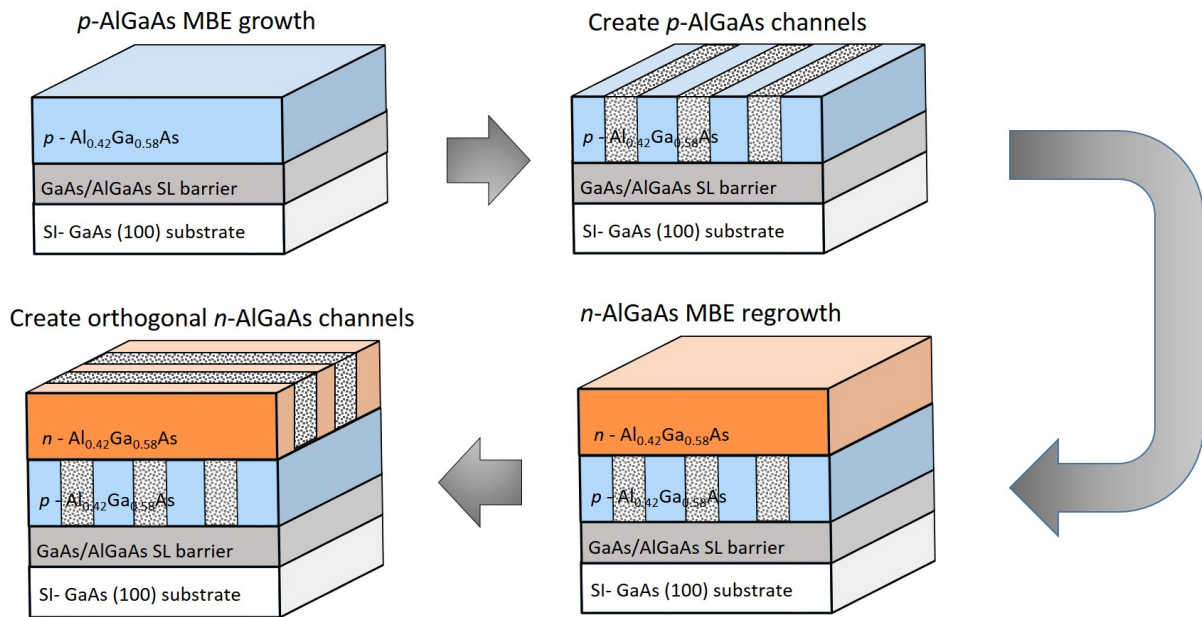 p-AlGaAs MBE growth
p - Al0.42Ga0.58As
GaAs/AlGaAs SL barrier
SI- GaAs (100) substrate
Create p-AlGaAs channels
p - Al0.42Ga0.58As
GaAs/AlGaAs SL barrier
SI- GaAs (100) substrate
Create orthogonal n-AlGaAs channels
n - Al0.42Ga0.58As
p - Al0.42Ga0.58As
GaAs/AlGaAs SL barrier
SI- GaAs (100) substrate
n-AlGaAs MBE regrowth
n - Al0.42Ga0.58As
p - Al0.42Ga0.58As
GaAs/AlGaAs SL barrier
SI- GaAs (100) substrate